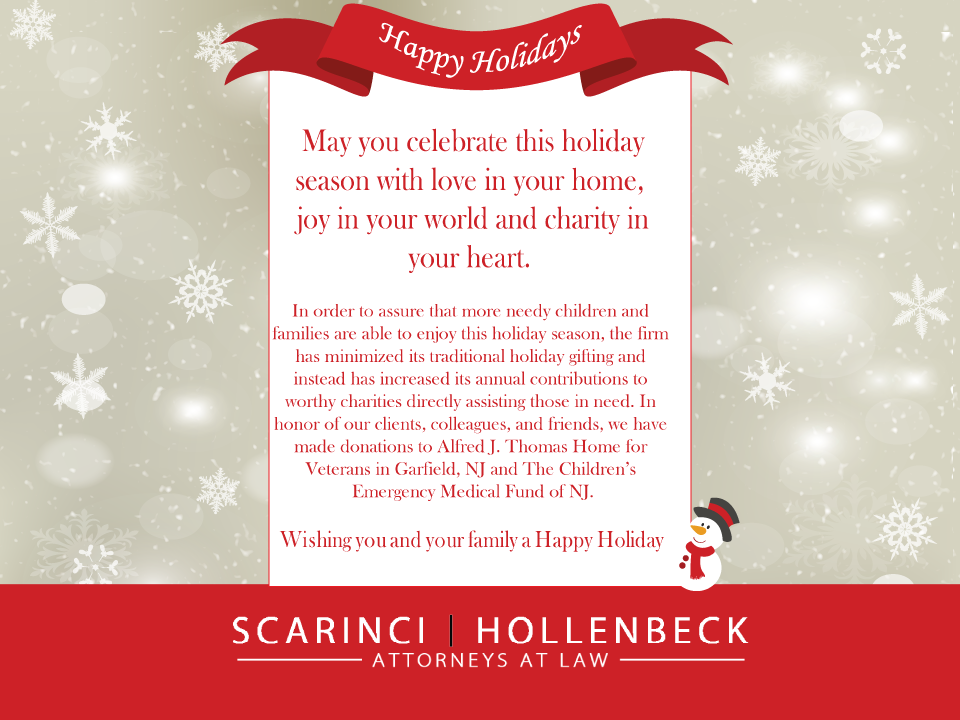 Happy Holidays
May you celebrate this holiday
season with love in your home,
joy in your world and charity in
your heart.
In order to assure that more needy children and
families are able to enjoy this holiday season, the firm
has minimized its traditional holiday gifting and
instead has increased its annual contributions to
worthy charities directly assisting those in need. In
honor of our clients, colleagues, and friends, we have
made donations to Alfred J. Thomas Home for
Veterans in Garfield, NJ and The Children's
Emergency Medical Fund of NJ.
Wishing you and your family a Happy Holiday
SCARINCI | HOLLENBECK
ATTORNEYS AT LAW